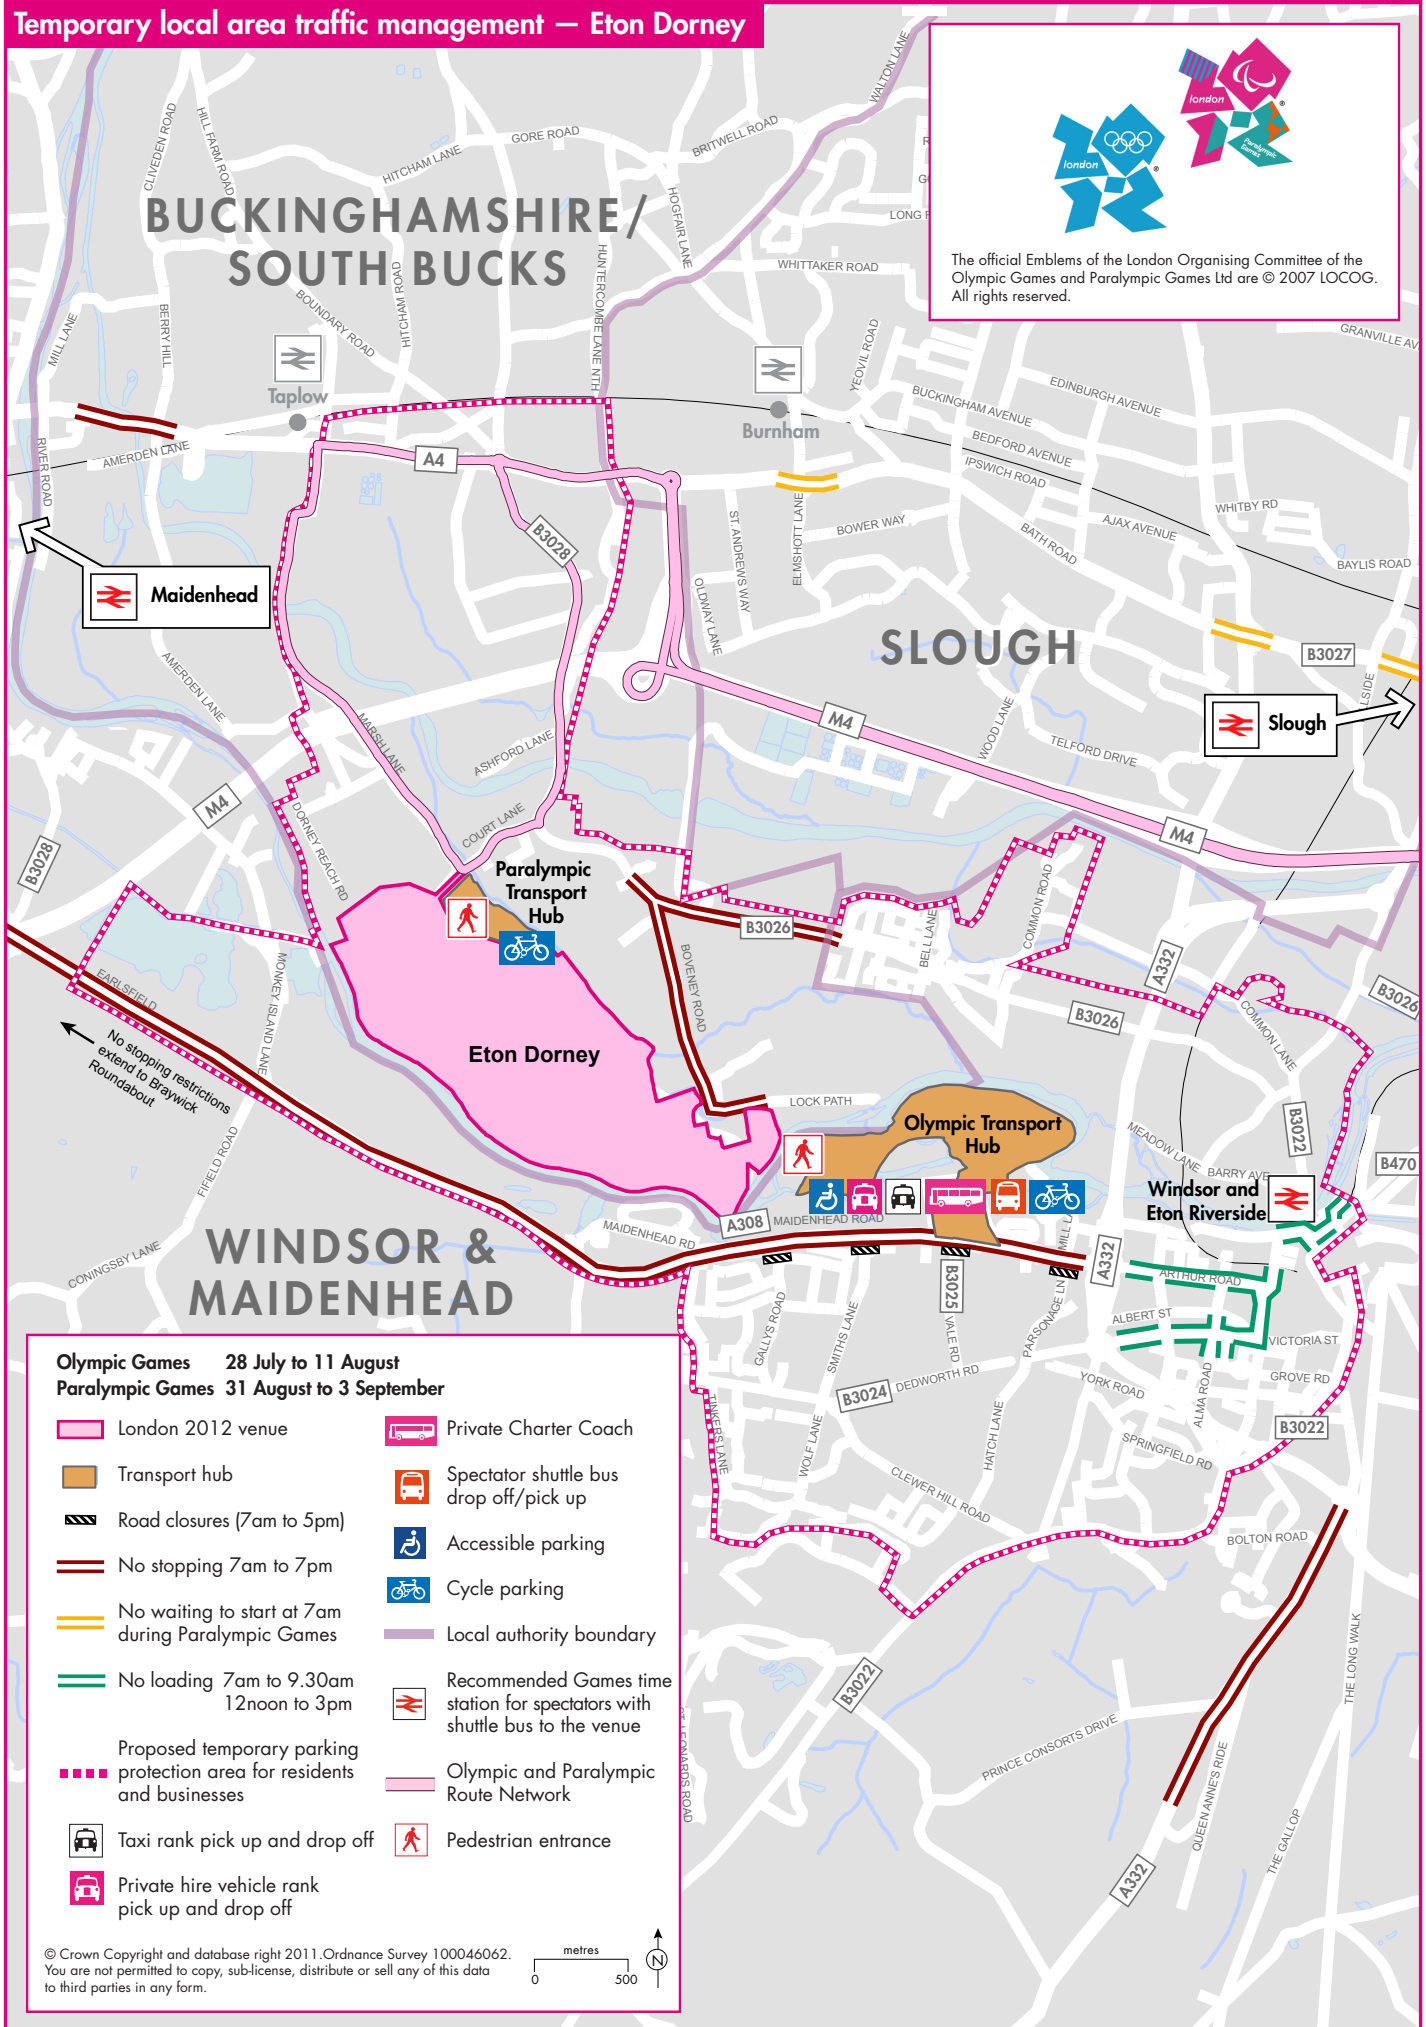 Temporary local area traffic management — Eton Dorney
london
london
Paralympic
Games
The official Emblems of the London Organising Committee of the
Olympic Games and Paralympic Games Ltd are © 2007 LOCOG.
All rights reserved.
WALTON LANE
CLIVEDEN ROAD
HILL FARM ROAD
HITCHAM LANE
GORE ROAD
BRITWELL ROAD
BUCKINGHAMSHIRE/
SOUTH BUCKS
HOGFAIR LANE
LONG F
WHITTAKER ROAD
HUNTERCOMBE LANE NTH
HITCHAM ROAD
BOUNDARY ROAD
BERRY HILL
MILL LANE
GRANVILLE AV
YEOVIL ROAD
Taplow
Burnham
BUCKINGHAM AVENUE
EDINBURGH AVENUE
BEDFORD AVENUE
IPSWICH ROAD
AMERDEN LANE
A4
RIVER ROAD
B3028
ST. ANDREWS WAY
ELMSHOTT LANE
BOWER WAY
BATH ROAD
AJAX AVENUE
WHITBY RD
BAYLIS ROAD
Maidenhead
OLDWAY LANE
SLOUGH
B3027
LSIDE
Slough
AMERDEN LANE
MARSH LANE
ASHFORD LANE
M4
WOOD LANE
TELFORD DRIVE
M4
M4
B3028
DORNEY REACH RD
COURT LANE
Paralympic
Transport
Hub
B3026
BELL LANE
COMMON ROAD
A332
B3026
B3026
COMMON LANE
EARLSFIELD
MONKEY ISLAND LANE
BOVENEY ROAD
No stopping restrictions
extend to Braywick
Roundabout
Eton Dorney
LOCK PATH
Olympic Transport
Hub
MEADOW LANE
B3022
BARRY AVE
B470
Windsor and
Eton Riverside
FIFIELD ROAD
WINDSOR &
MAIDENHEAD
CONINGSBY LANE
MAIDENHEAD RD
A308
MAIDENHEAD ROAD
MILL L
A332
ARTHUR ROAD
ALBERT ST
VICTORIA ST
GROVE RD
B3025
VALE RD
PARSONAGE LN
GALLYS ROAD
SMITHS LANE
B3024
DEDWORTH RD
YORK ROAD
ALMA ROAD
B3022
SPRINGFIELD RD
TINKERS LANE
WOLF LANE
HATCH LANE
CLEWER HILL ROAD
BOLTON ROAD
B3022
ST LEONARDS ROAD
PRINCE CONSORTS DRIVE
THE LONG WALK
QUEEN ANNE'S RIDE
THE GALLOP
A332
Olympic Games 28 July to 11 August
Paralympic Games 31 August to 3 September
London 2012 venue
Transport hub
Road closures (7am to 5pm)
No stopping 7am to 7pm
No waiting to start at 7am
during Paralympic Games
No loading 7am to 9.30am
12noon to 3pm
Proposed temporary parking
protection area for residents
and businesses
Taxi rank pick up and drop off
Private hire vehicle rank
pick up and drop off
Private Charter Coach
Spectator shuttle bus
drop off/pick up
Accessible parking
Cycle parking
Local authority boundary
Recommended Games time
station for spectators with
shuttle bus to the venue
Olympic and Paralympic
Route Network
Pedestrian entrance
© Crown Copyright and database right 2011.Ordnance Survey 100046062.
You are not permitted to copy, sub-license, distribute or sell any of this data
to third parties in any form.
metres
0 500
N